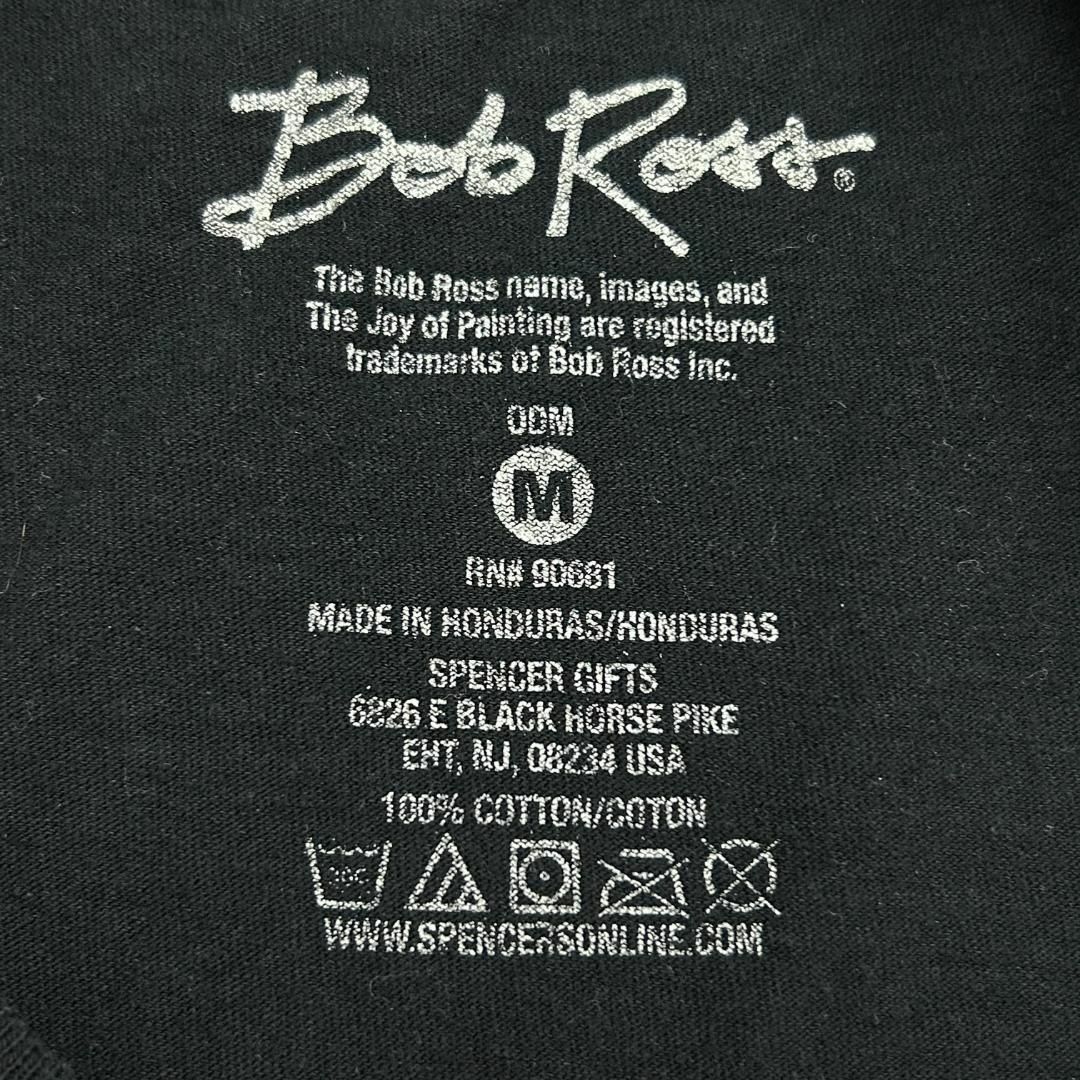 Bob Ross®
The Bob Ross name, images, and
The Joy of Painting are registered
trademarks of Bob Ross Inc.
ODM
M
RN# 90681
MADE IN HONDURAS/HONDURAS
SPENCER GIFTS
6826 E BLACK HORSE PIKE
EHT, NJ, 08234 USA
100% COTTON/COTON
30C
WWW.SPENCERSONLINE.COM